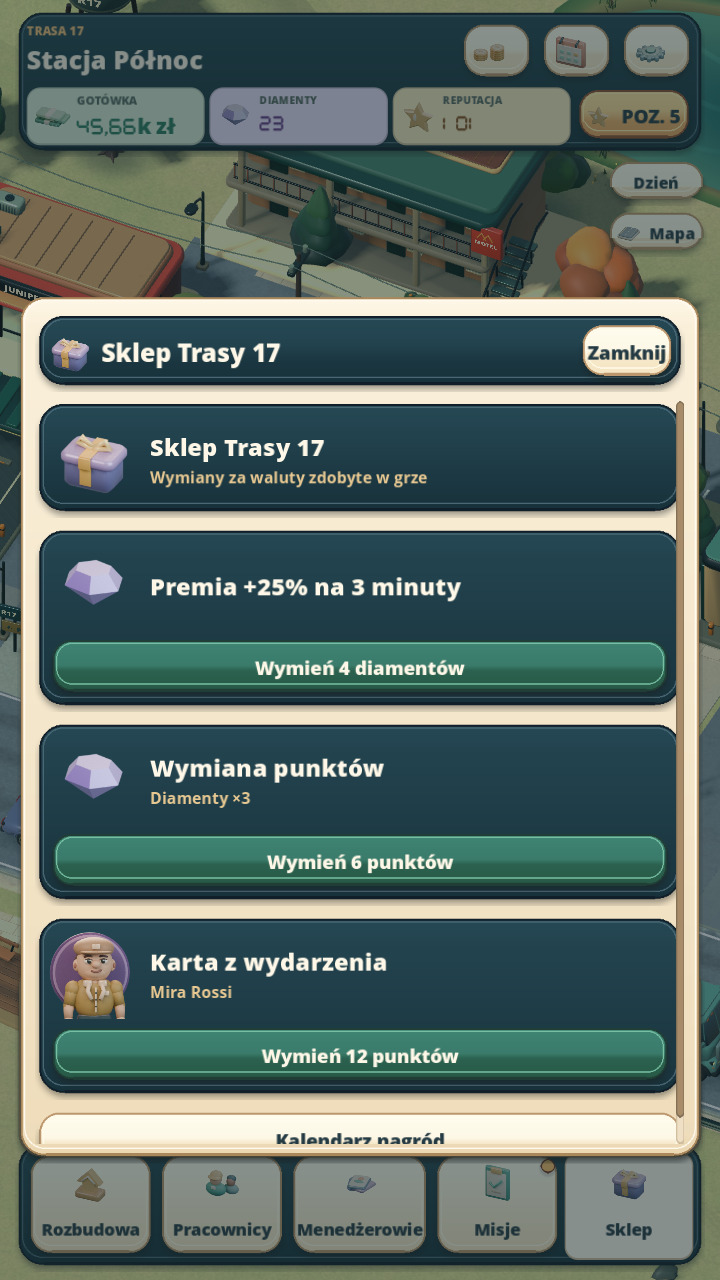 TRASA 17
Stacja Północ
GOTÓWKA
45,66k zł
DIAMENTY
23
REPUTACJA
101
POZ. 5
Dzień
Mapa
MOTEL
Sklep Trasy 17
Zamknij
Sklep Trasy 17
Wymiany za waluty zdobyte w grze
Premia +25% na 3 minuty
Wymień 4 diamentów
Wymiana punktów
Diamenty ×3
Wymień 6 punktów
Karta z wydarzenia
Mira Rossi
Wymień 12 punktów
Kalendarz nagród
R17
Rozbudowa
Pracownicy
Menedżerowie
Misje
Sklep